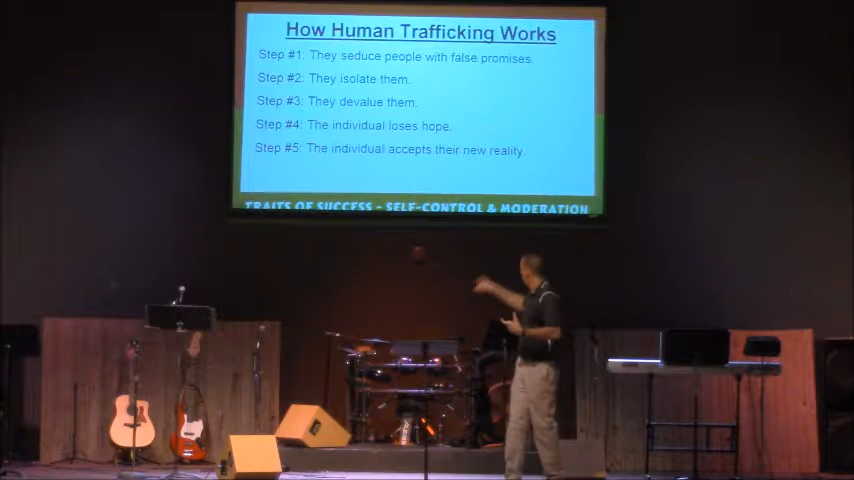 How Human Trafficking Works
Step #1: They seduce people with false promises.
Step #2: They isolate them.
Step #3: They devalue them.
Step #4: The individual loses hope.
Step #5: The individual accepts their new reality.
TRAITS OF SUCCESS - SELF-CONTROL & MODERATION